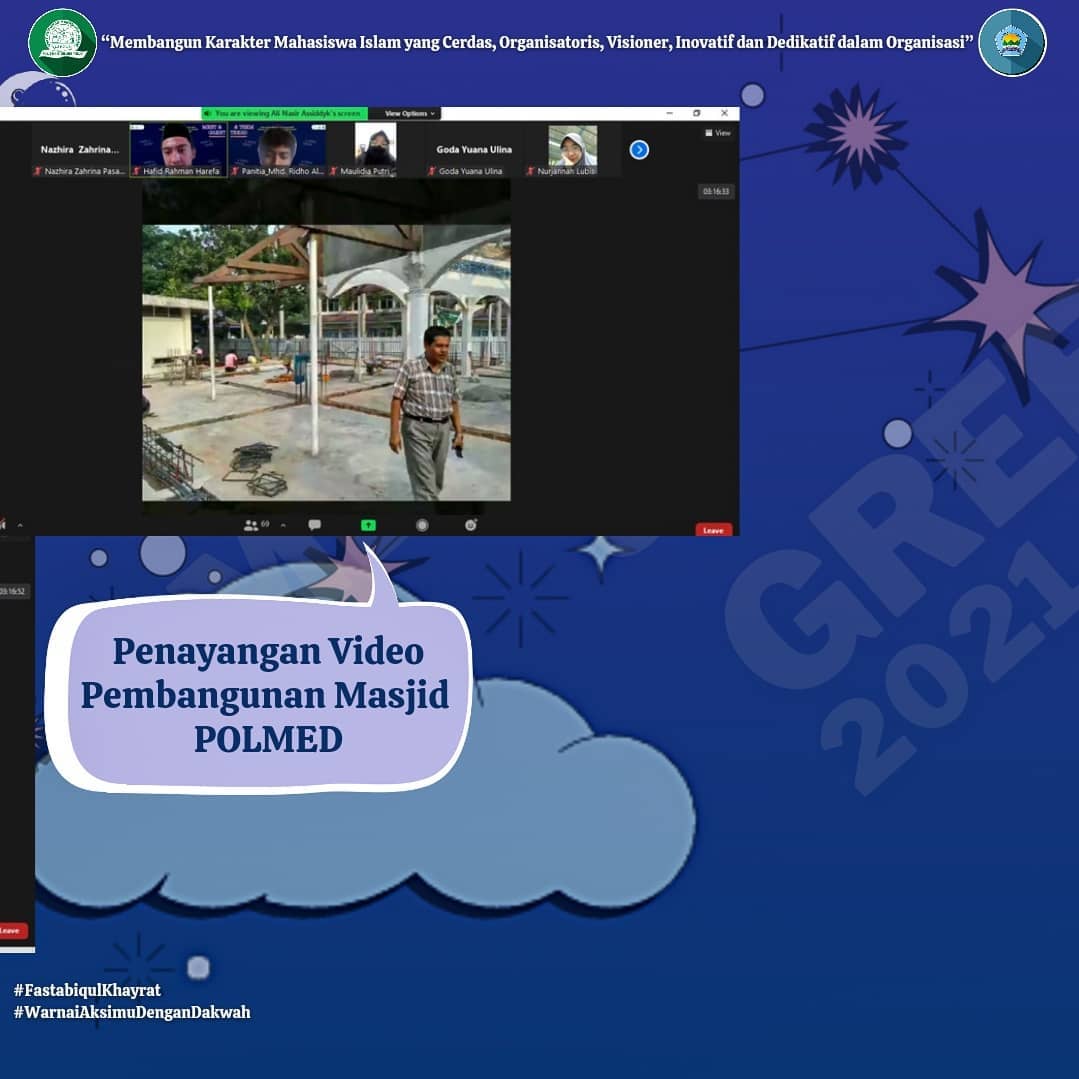 “Membangun Karakter Mahasiswa Islam yang Cerdas, Organisatoris, Visioner, Inovatif dan Dedikatif dalam Organisasi”
You are viewing Ali Nasir Assiddyk's screen
View Options
View
Nazhira Zahrina...
Goda Yuana Ulina
Nazhira Zahrina Pasa...
Hafid Rahman Harefa
Panitia_Mhd. Ridho Al...
Maulidia Putri
Goda Yuana Ulina
Nurjannah Lubis
03:16:33
69
Leave
03:16:52
GREE
2021
Penayangan Video
Pembangunan Masjid
POLMED
Leave
#FastabiqulKhayrat
#WarnaiAksimuDenganDakwah